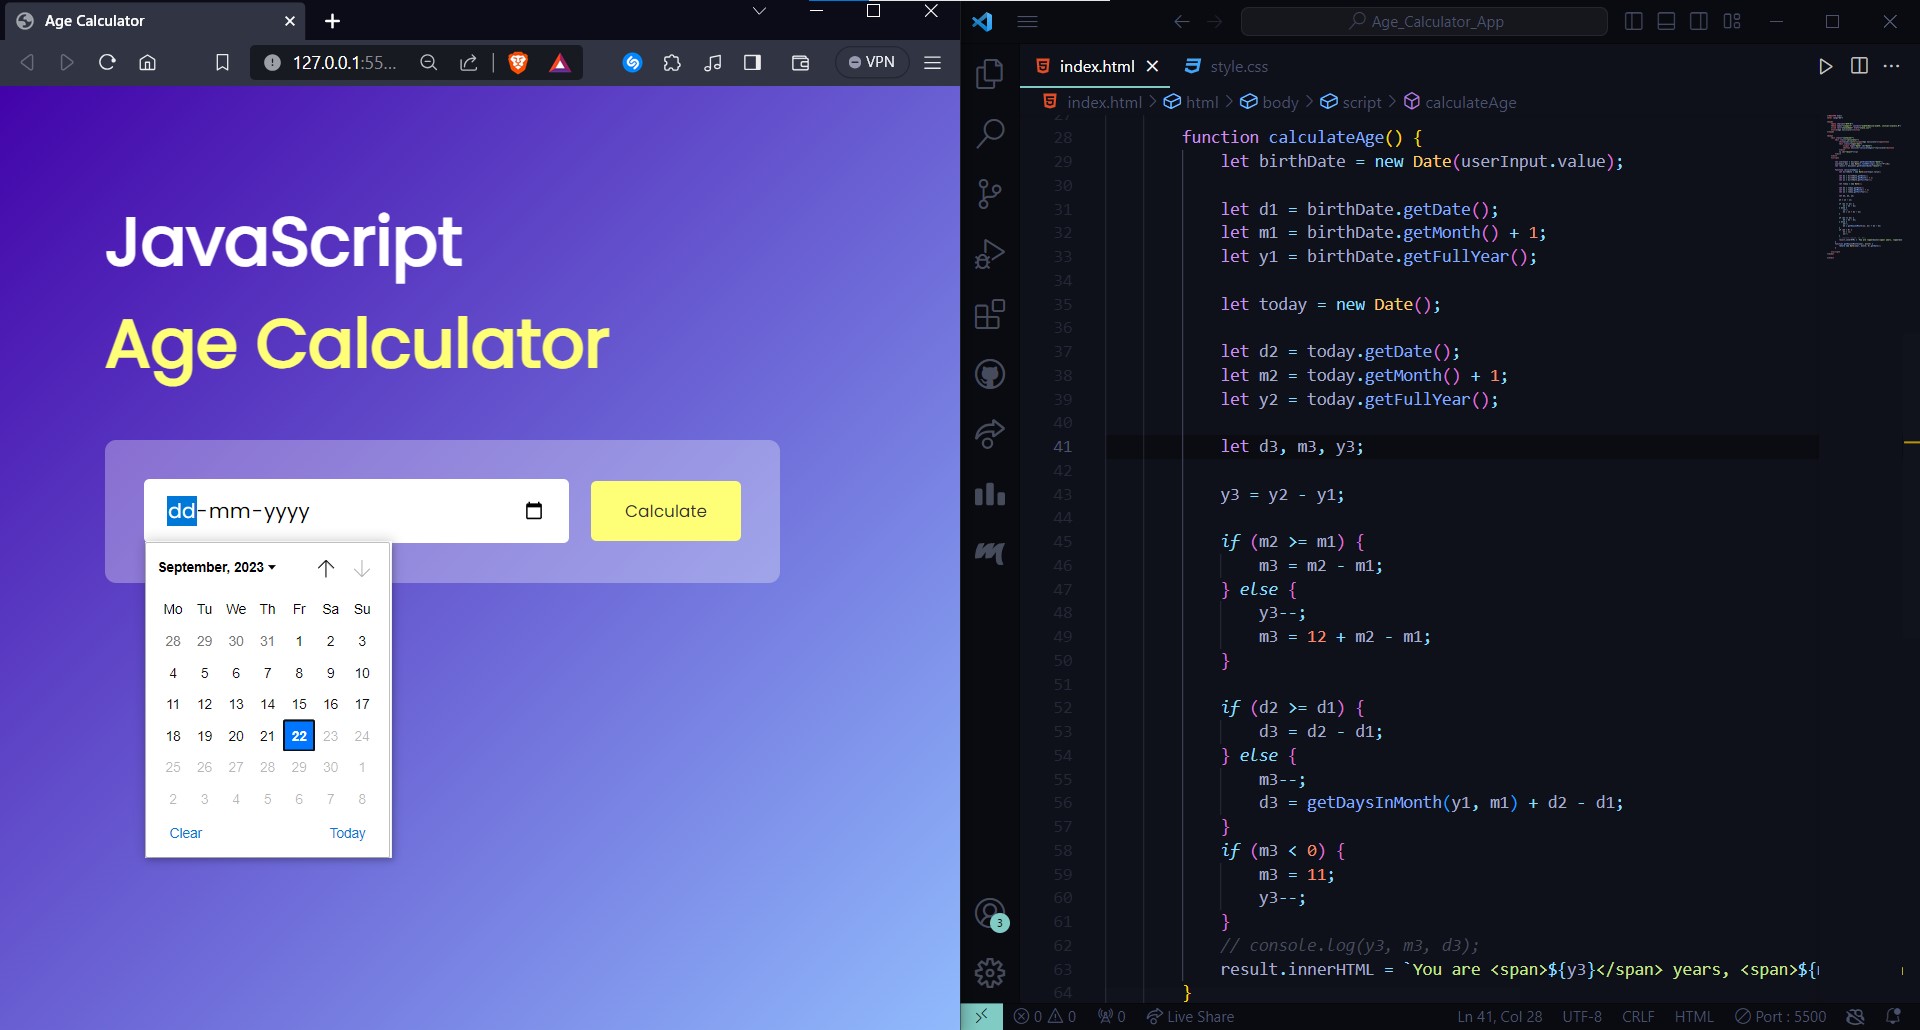 Age Calculator
127.0.0.1:55...
VPN
JavaScript
Age Calculator
dd-mm-yyyy
Calculate
September, 2023
Mo Tu We Th Fr Sa Su
28 29 30 31 1 2 3
4 5 6 7 8 9 10
11 12 13 14 15 16 17
18 19 20 21 22 23 24
25 26 27 28 29 30 1
2 3 4 5 6 7 8
Clear Today
Age_Calculator_App
index.html style.css
index.html > html > body > script > calculateAge
28 function calculateAge() {
29 let birthDate = new Date(userInput.value);
30
31 let d1 = birthDate.getDate();
32 let m1 = birthDate.getMonth() + 1;
33 let y1 = birthDate.getFullYear();
34
35 let today = new Date();
36
37 let d2 = today.getDate();
38 let m2 = today.getMonth() + 1;
39 let y2 = today.getFullYear();
40
41 let d3, m3, y3;
42
43 y3 = y2 - y1;
44
45 if (m2 >= m1) {
46 m3 = m2 - m1;
47 } else {
48 y3--;
49 m3 = 12 + m2 - m1;
50 }
51
52 if (d2 >= d1) {
53 d3 = d2 - d1;
54 } else {
55 m3--;
56 d3 = getDaysInMonth(y1, m1) + d2 - d1;
57 }
58 if (m3 < 0) {
59 m3 = 11;
60 y3--;
61 }
62 // console.log(y3, m3, d3);
63 result.innerHTML = `You are <span>${y3}</span> years, <span>${
64 }
3
0 0 0 Live Share Ln 41, Col 28 UTF-8 CRLF HTML Port : 5500